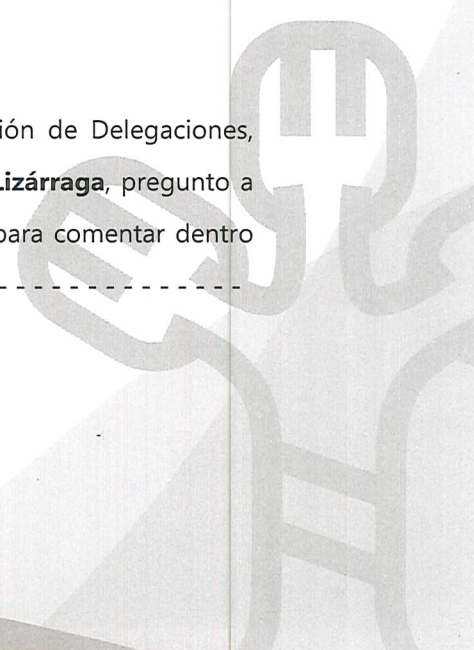 ión de Delegaciones,
Lizárraga, pregunto a
para comentar dentro
- - - - - - - - - - - - - - - -